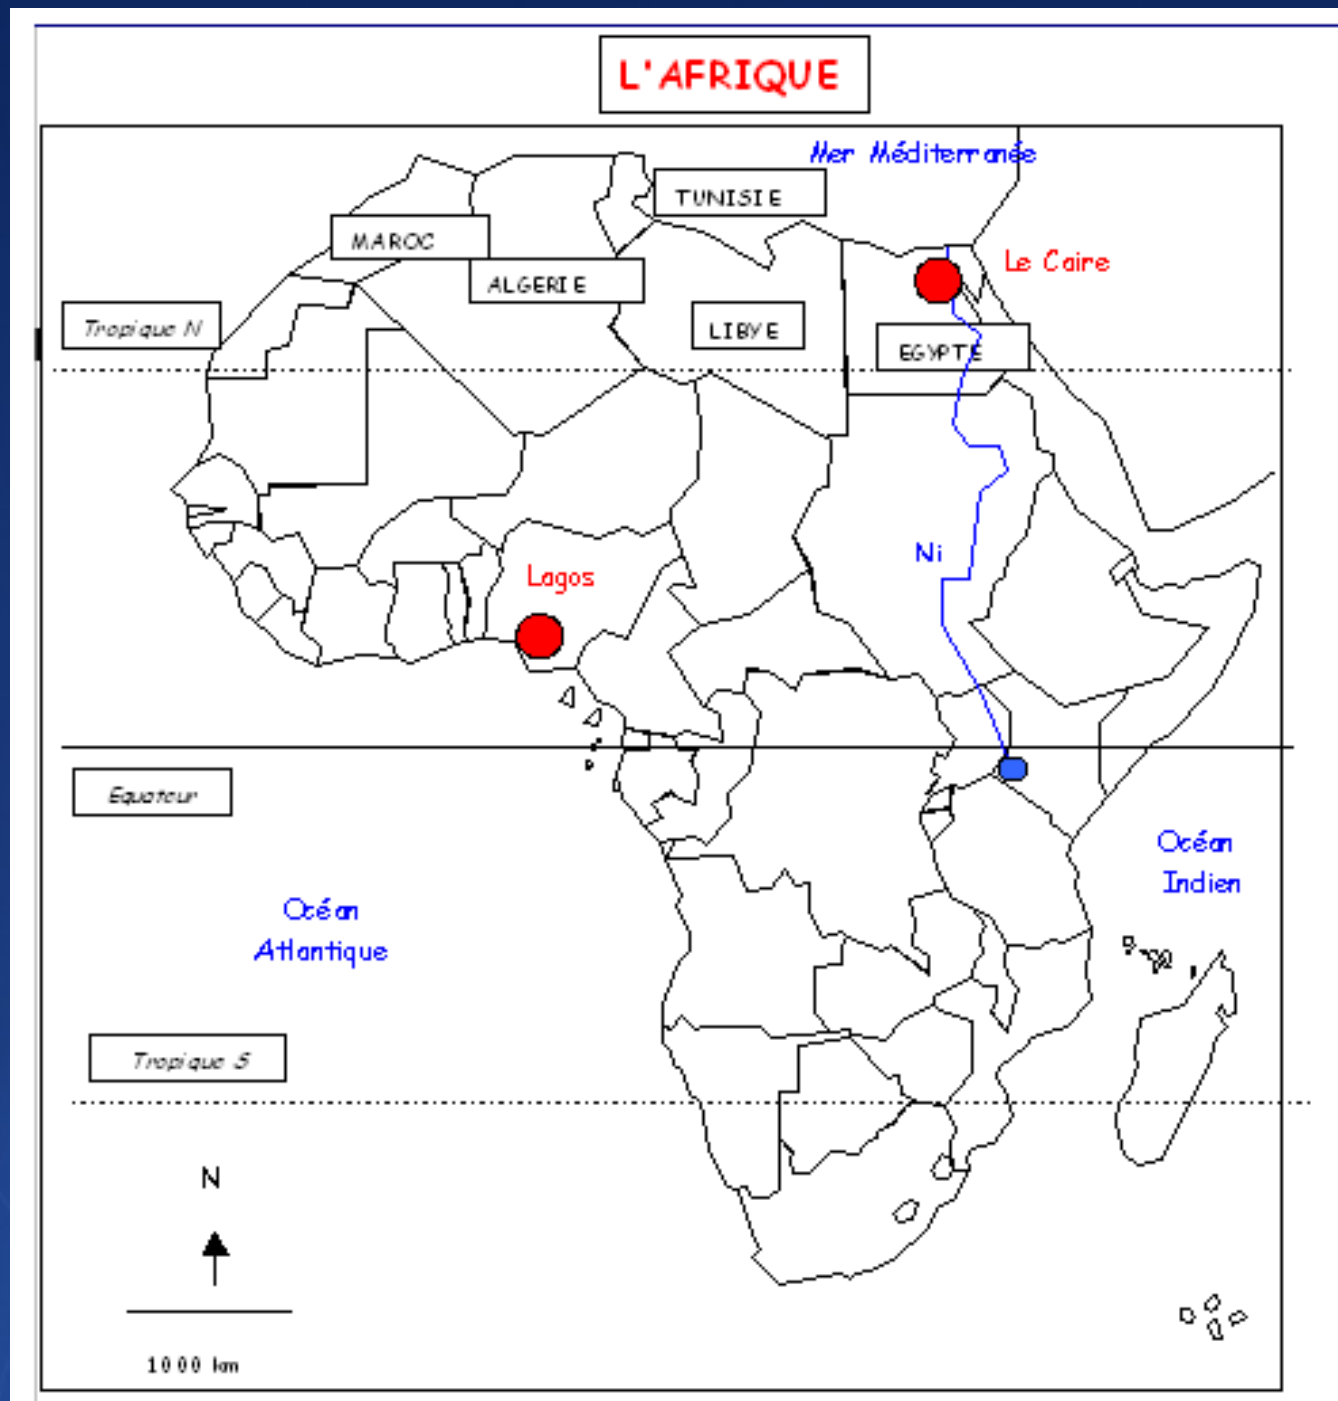 L'AFRIQUE
Mer Méditerranée
TUNISIE
MAROC
Le Caire
ALGERIE
Tropique N
LIBYE
EGYPTE
Ni
Lagos
Equateur
Océan
Indien
Océan
Atlantique
Tropique S
N
1000 km